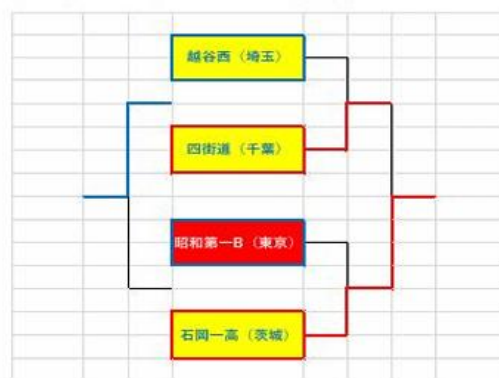 越谷西（埼玉）
四街道（千葉）
昭和第一B（東京）
石岡一高（茨城）